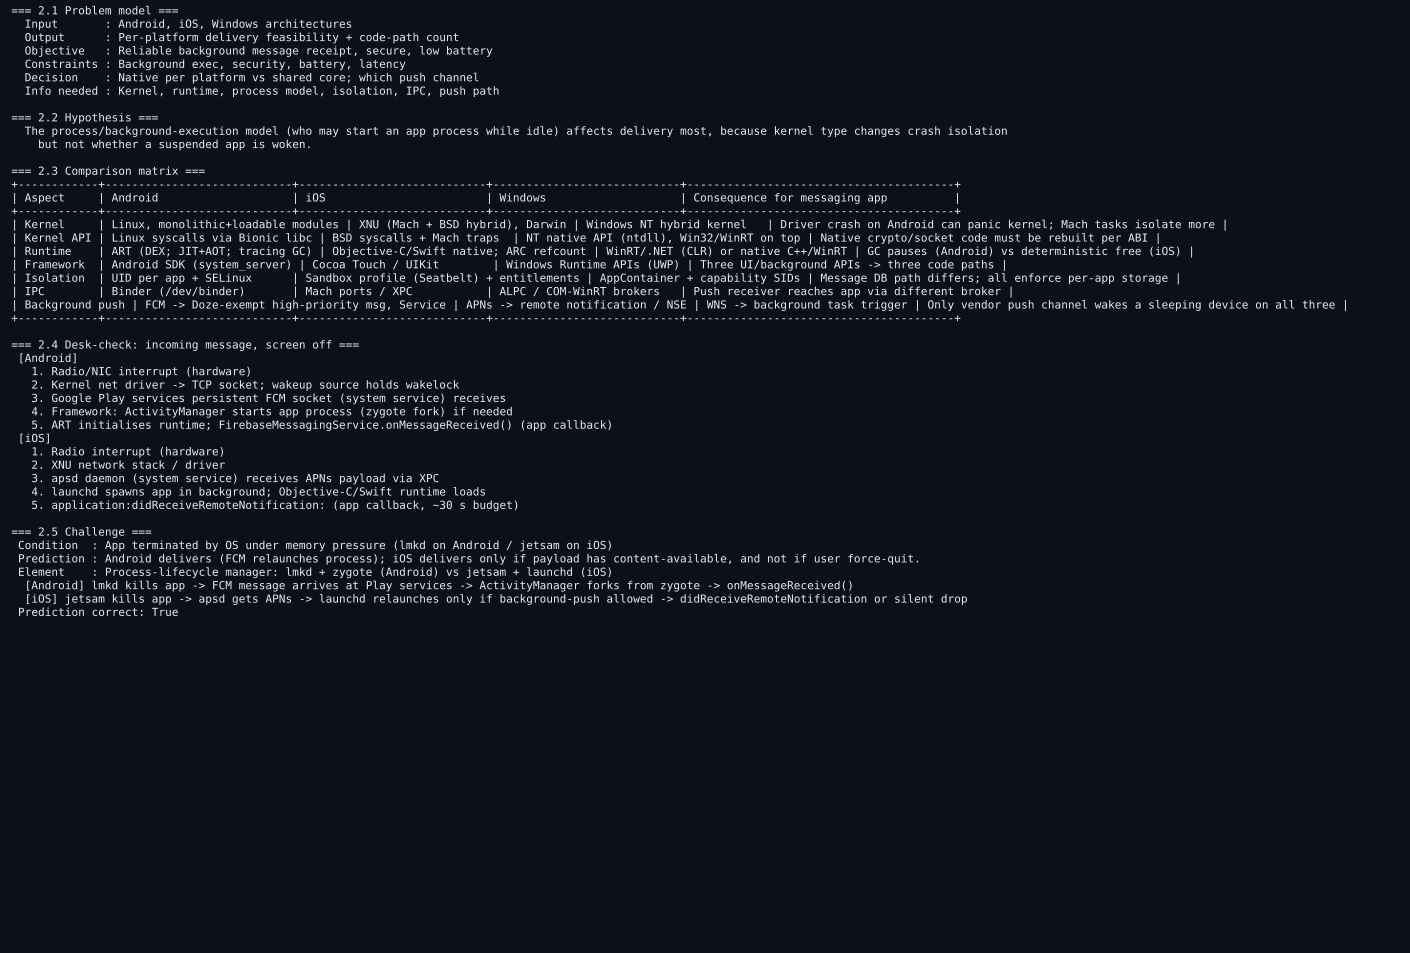 === 2.1 Problem model ===
  Input       : Android, iOS, Windows architectures
  Output      : Per-platform delivery feasibility + code-path count
  Objective   : Reliable background message receipt, secure, low battery
  Constraints : Background exec, security, battery, latency
  Decision    : Native per platform vs shared core; which push channel
  Info needed : Kernel, runtime, process model, isolation, IPC, push path

=== 2.2 Hypothesis ===
  The process/background-execution model (who may start an app process while idle) affects delivery most, because kernel type changes crash isolation
    but not whether a suspended app is woken.

=== 2.3 Comparison matrix ===
+------------+----------------------------+----------------------------+----------------------------+----------------------------------------+
| Aspect     | Android                    | iOS                        | Windows                    | Consequence for messaging app          |
+------------+----------------------------+----------------------------+----------------------------+----------------------------------------+
| Kernel     | Linux, monolithic+loadable modules | XNU (Mach + BSD hybrid), Darwin | Windows NT hybrid kernel   | Driver crash on Android can panic kernel; Mach tasks isolate more |
| Kernel API | Linux syscalls via Bionic libc | BSD syscalls + Mach traps  | NT native API (ntdll), Win32/WinRT on top | Native crypto/socket code must be rebuilt per ABI |
| Runtime    | ART (DEX; JIT+AOT; tracing GC) | Objective-C/Swift native; ARC refcount | WinRT/.NET (CLR) or native C++/WinRT | GC pauses (Android) vs deterministic free (iOS) |
| Framework  | Android SDK (system_server) | Cocoa Touch / UIKit        | Windows Runtime APIs (UWP) | Three UI/background APIs -> three code paths |
| Isolation  | UID per app + SELinux      | Sandbox profile (Seatbelt) + entitlements | AppContainer + capability SIDs | Message DB path differs; all enforce per-app storage |
| IPC        | Binder (/dev/binder)       | Mach ports / XPC           | ALPC / COM-WinRT brokers   | Push receiver reaches app via different broker |
| Background push | FCM -> Doze-exempt high-priority msg, Service | APNs -> remote notification / NSE | WNS -> background task trigger | Only vendor push channel wakes a sleeping device on all three |
+------------+----------------------------+----------------------------+----------------------------+----------------------------------------+

=== 2.4 Desk-check: incoming message, screen off ===
 [Android]
   1. Radio/NIC interrupt (hardware)
   2. Kernel net driver -> TCP socket; wakeup source holds wakelock
   3. Google Play services persistent FCM socket (system service) receives
   4. Framework: ActivityManager starts app process (zygote fork) if needed
   5. ART initialises runtime; FirebaseMessagingService.onMessageReceived() (app callback)
 [iOS]
   1. Radio interrupt (hardware)
   2. XNU network stack / driver
   3. apsd daemon (system service) receives APNs payload via XPC
   4. launchd spawns app in background; Objective-C/Swift runtime loads
   5. application:didReceiveRemoteNotification: (app callback, ~30 s budget)

=== 2.5 Challenge ===
 Condition  : App terminated by OS under memory pressure (lmkd on Android / jetsam on iOS)
 Prediction : Android delivers (FCM relaunches process); iOS delivers only if payload has content-available, and not if user force-quit.
 Element    : Process-lifecycle manager: lmkd + zygote (Android) vs jetsam + launchd (iOS)
  [Android] lmkd kills app -> FCM message arrives at Play services -> ActivityManager forks from zygote -> onMessageReceived()
  [iOS] jetsam kills app -> apsd gets APNs -> launchd relaunches only if background-push allowed -> didReceiveRemoteNotification or silent drop
 Prediction correct: True